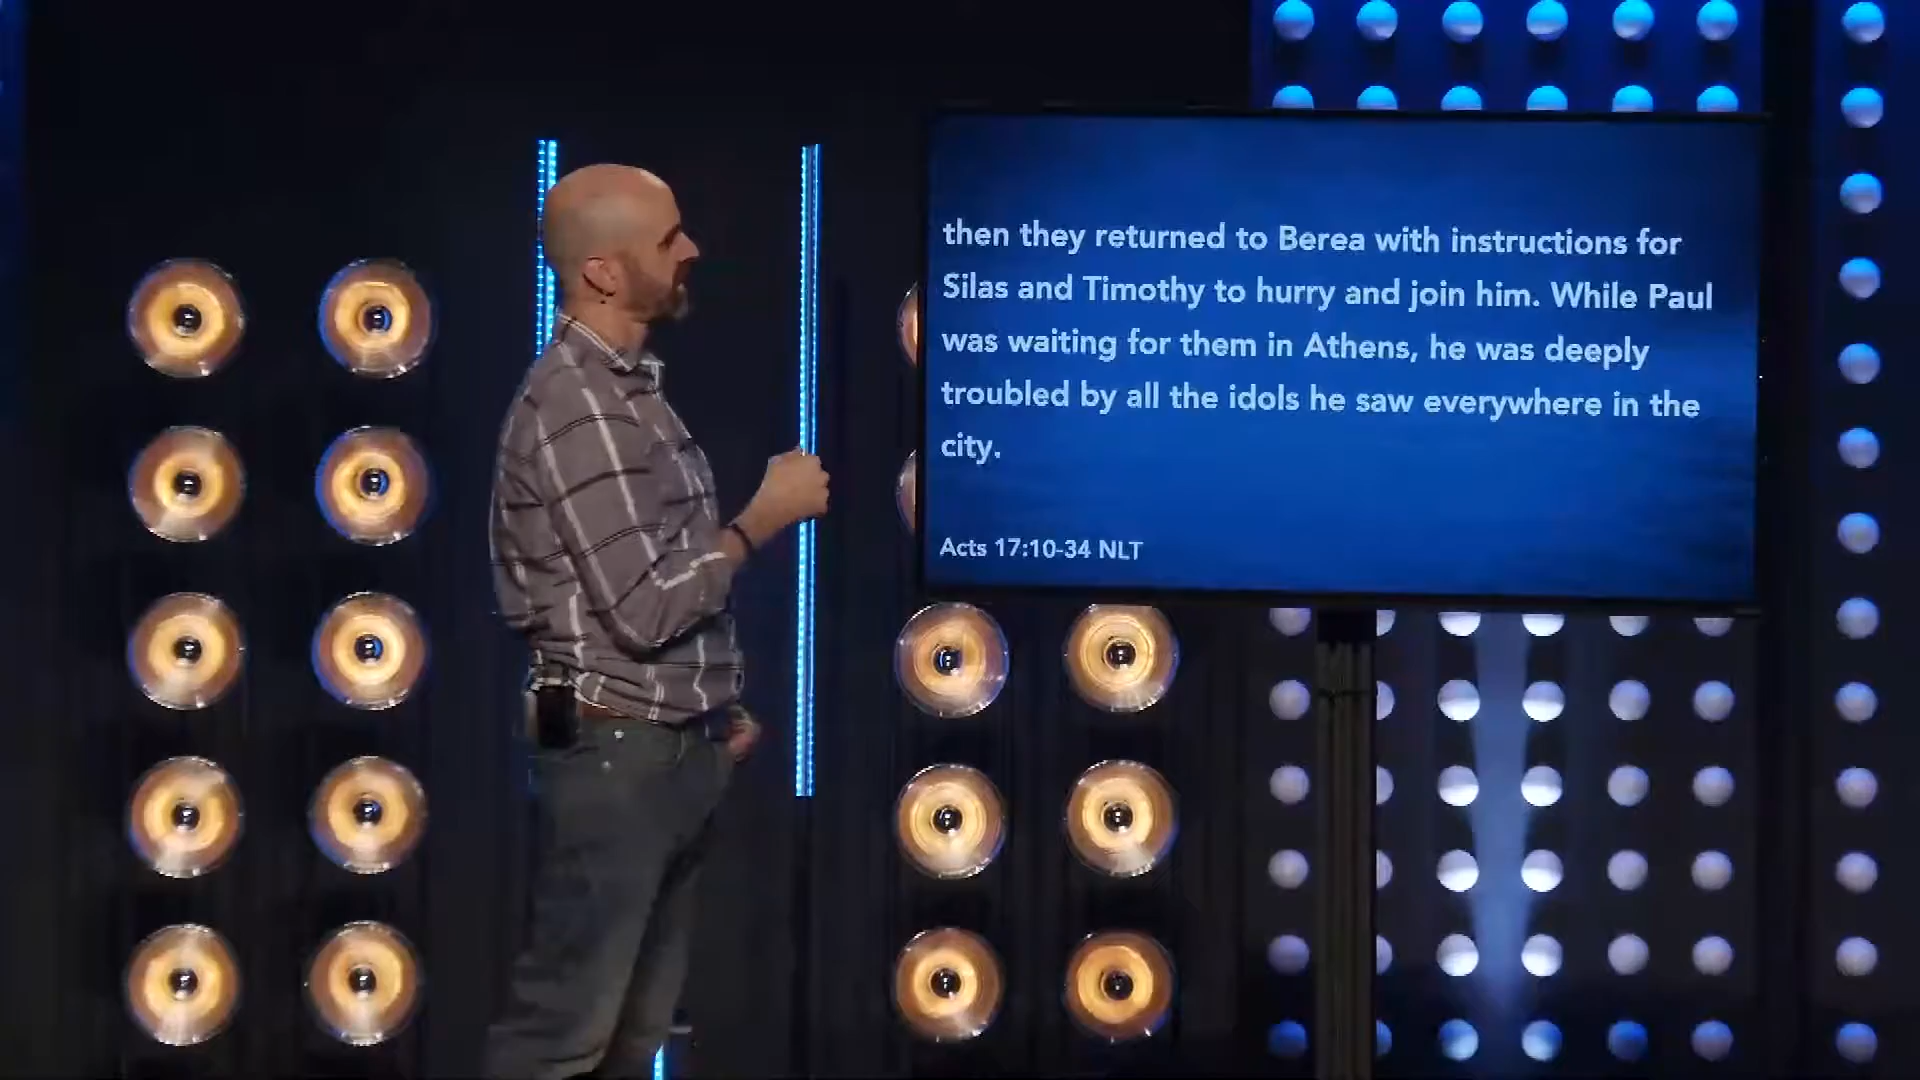 then they returned to Berea with instructions for
Silas and Timothy to hurry and join him. While Paul
was waiting for them in Athens, he was deeply
troubled by all the idols he saw everywhere in the
city.
Acts 17:10-34 NLT